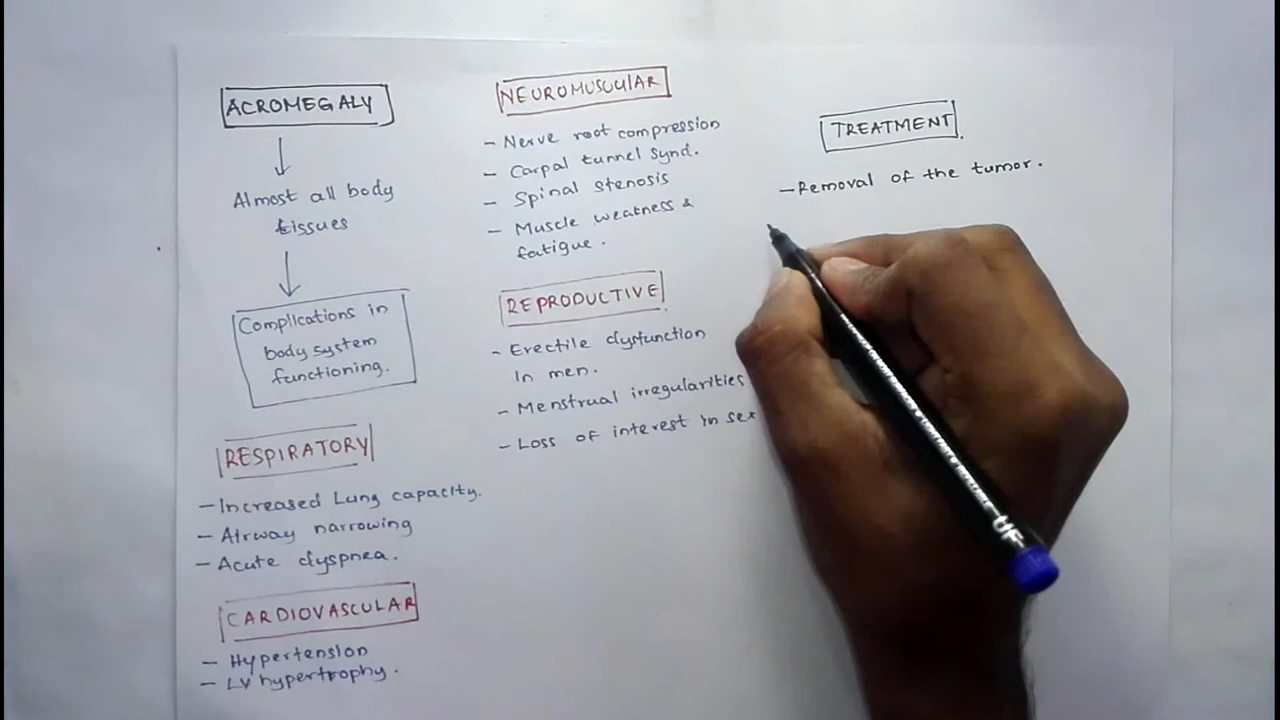 ACROMEGALY
Almost all body
tissues
Complications in
body system
functioning.
RESPIRATORY
- Increased Lung capacity.
- Airway narrowing
- Acute dyspnea.
CARDIOVASCULAR
- Hypertension
- LV hypertrophy.
NEUROMUSCULAR
- Nerve root compression
- Carpal tunnel synd.
- Spinal stenosis
- Muscle weatness &
fatigue.
REPRODUCTIVE
- Erectile dysfunction
in men.
- Menstrual irregularities
- Loss of interest in sex
TREATMENT
- Removal of the tumor.
UF